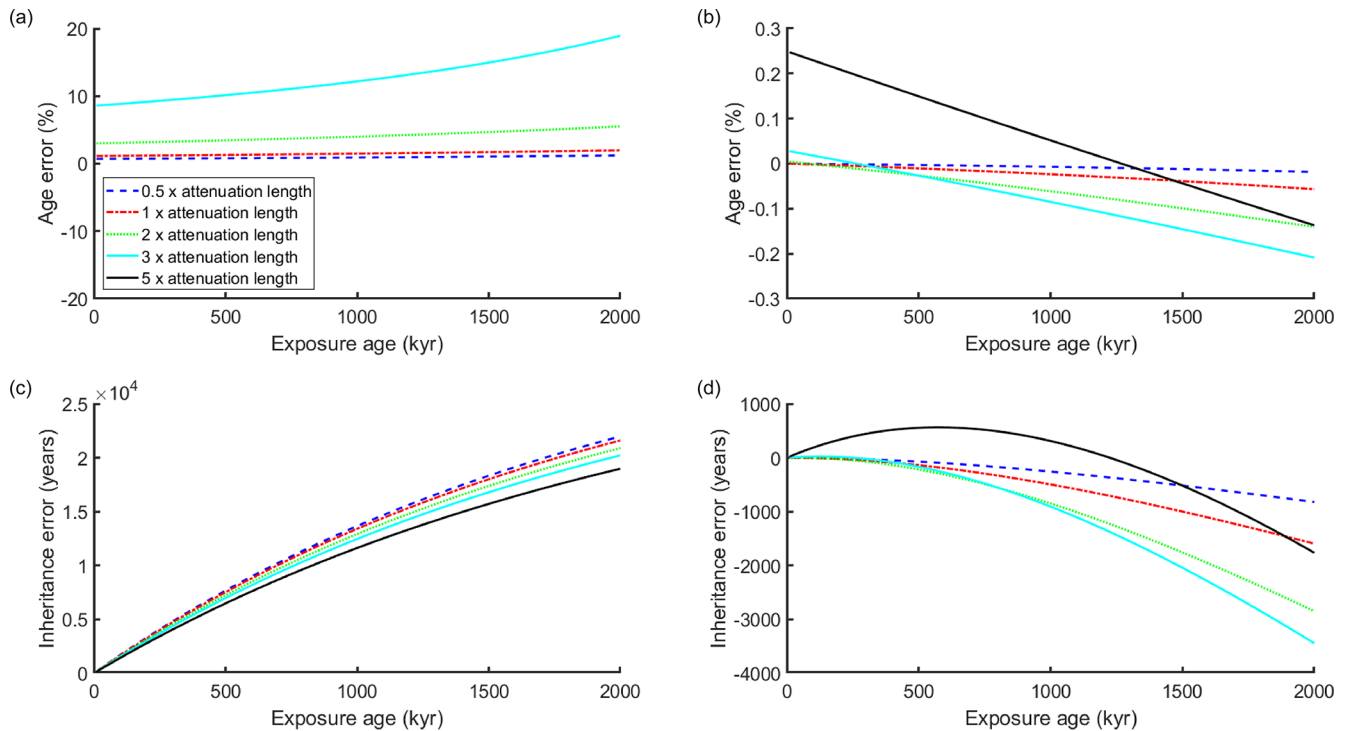 (a)
20
10
0
-10
-20
Age error (%)
0.5 x attenuation length
1 x attenuation length
2 x attenuation length
3 x attenuation length
5 x attenuation length
0 500 1000 1500 2000
Exposure age (kyr)
(b)
0.3
0.2
0.1
0
-0.1
-0.2
-0.3
Age error (%)
0 500 1000 1500 2000
Exposure age (kyr)
(c)
×10⁴
2.5
2
1.5
1
0.5
0
Inheritance error (years)
0 500 1000 1500 2000
Exposure age (kyr)
(d)
1000
0
-1000
-2000
-3000
-4000
Inheritance error (years)
0 500 1000 1500 2000
Exposure age (kyr)